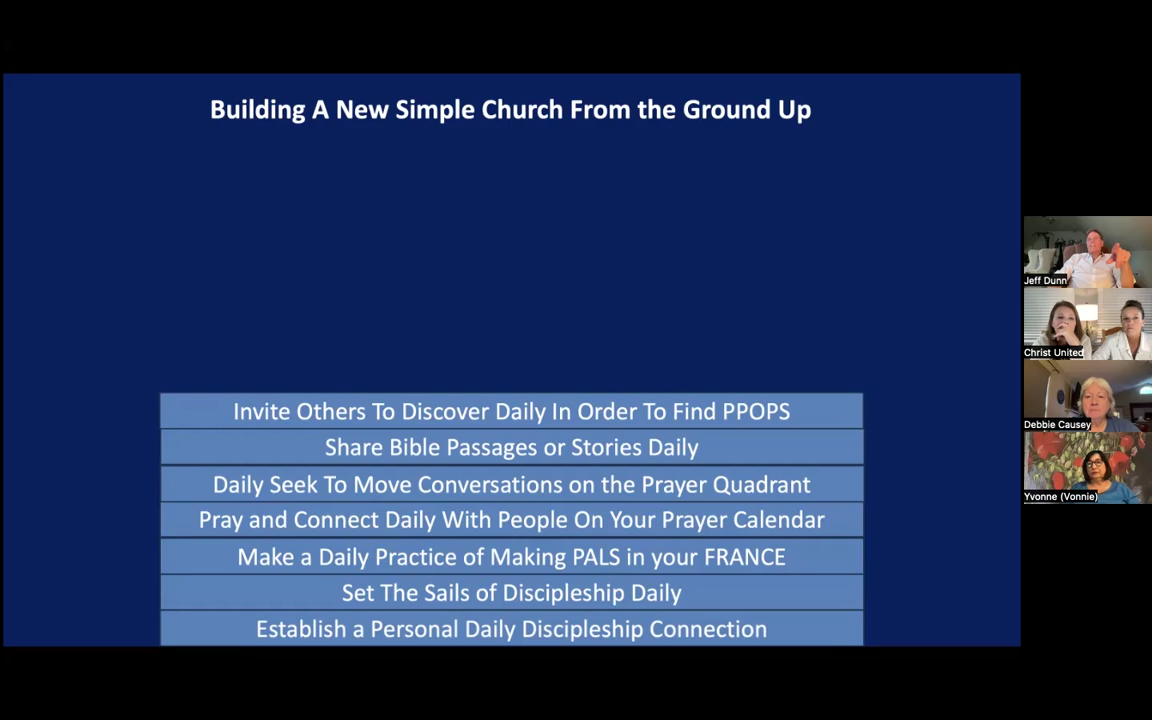 Building A New Simple Church From the Ground Up
Invite Others To Discover Daily In Order To Find PPOPS
Share Bible Passages or Stories Daily
Daily Seek To Move Conversations on the Prayer Quadrant
Pray and Connect Daily With People On Your Prayer Calendar
Make a Daily Practice of Making PALS in your FRANCE
Set The Sails of Discipleship Daily
Establish a Personal Daily Discipleship Connection
Jeff Dunn
Christ United
Debbie Causey
Yvonne (Vonnie)